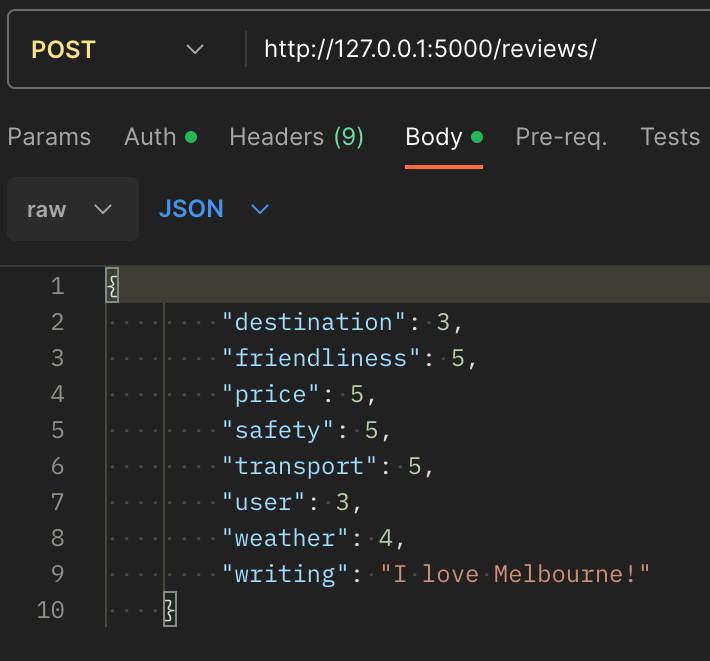 POST http://127.0.0.1:5000/reviews/
Params Auth Headers (9) Body Pre-req. Tests
raw JSON
1 {
2 "destination": 3,
3 "friendliness": 5,
4 "price": 5,
5 "safety": 5,
6 "transport": 5,
7 "user": 3,
8 "weather": 4,
9 "writing": "I love Melbourne!"
10 }